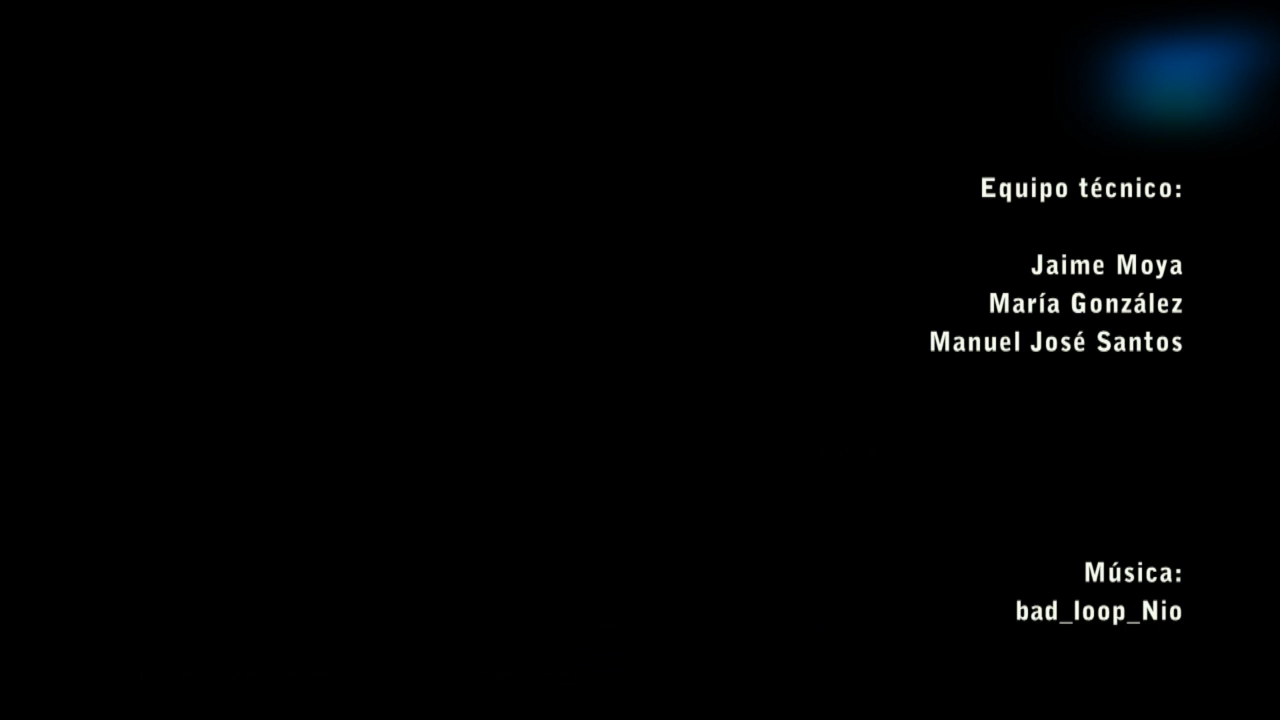 Equipo técnico:
Jaime Moya
María González
Manuel José Santos
Música:
bad_loop_Nio